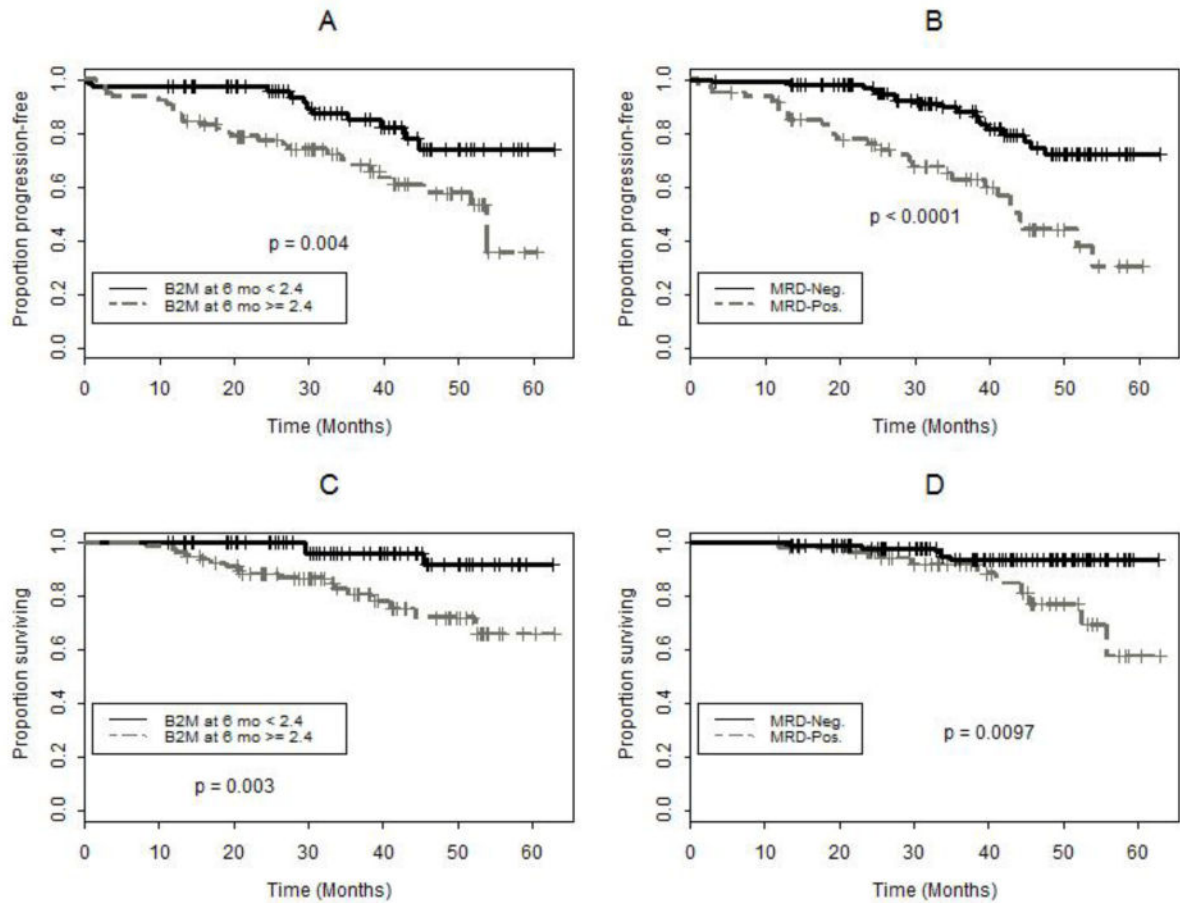 A
Proportion progression-free
1.0
0.8
0.6
0.4
0.2
0.0
p = 0.004
B2M at 6 mo < 2.4
B2M at 6 mo >= 2.4
0 10 20 30 40 50 60
Time (Months)
B
Proportion progression-free
1.0
0.8
0.6
0.4
0.2
0.0
p < 0.0001
MRD-Neg.
MRD-Pos.
0 10 20 30 40 50 60
Time (Months)
C
Proportion surviving
1.0
0.8
0.6
0.4
0.2
0.0
B2M at 6 mo < 2.4
B2M at 6 mo >= 2.4
p = 0.003
0 10 20 30 40 50 60
Time (Months)
D
Proportion surviving
1.0
0.8
0.6
0.4
0.2
0.0
MRD-Neg.
MRD-Pos.
p = 0.0097
0 10 20 30 40 50 60
Time (Months)